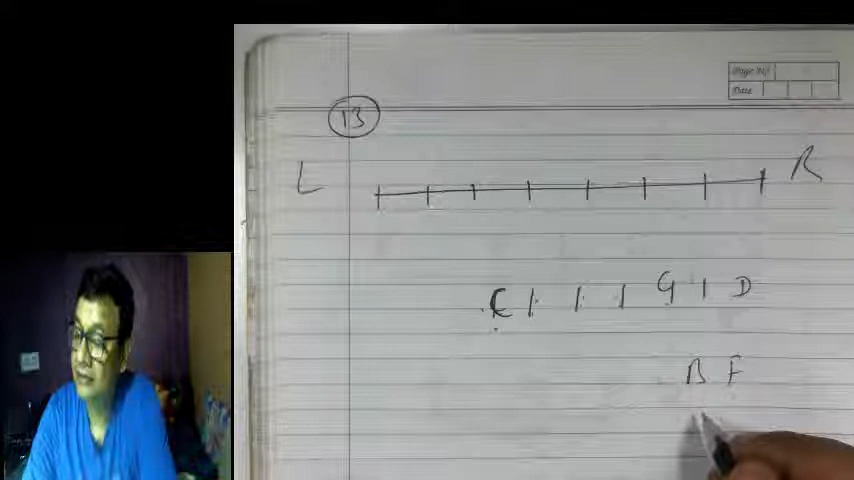 Page No.
Date
13
L R
C | | | G | D
B F